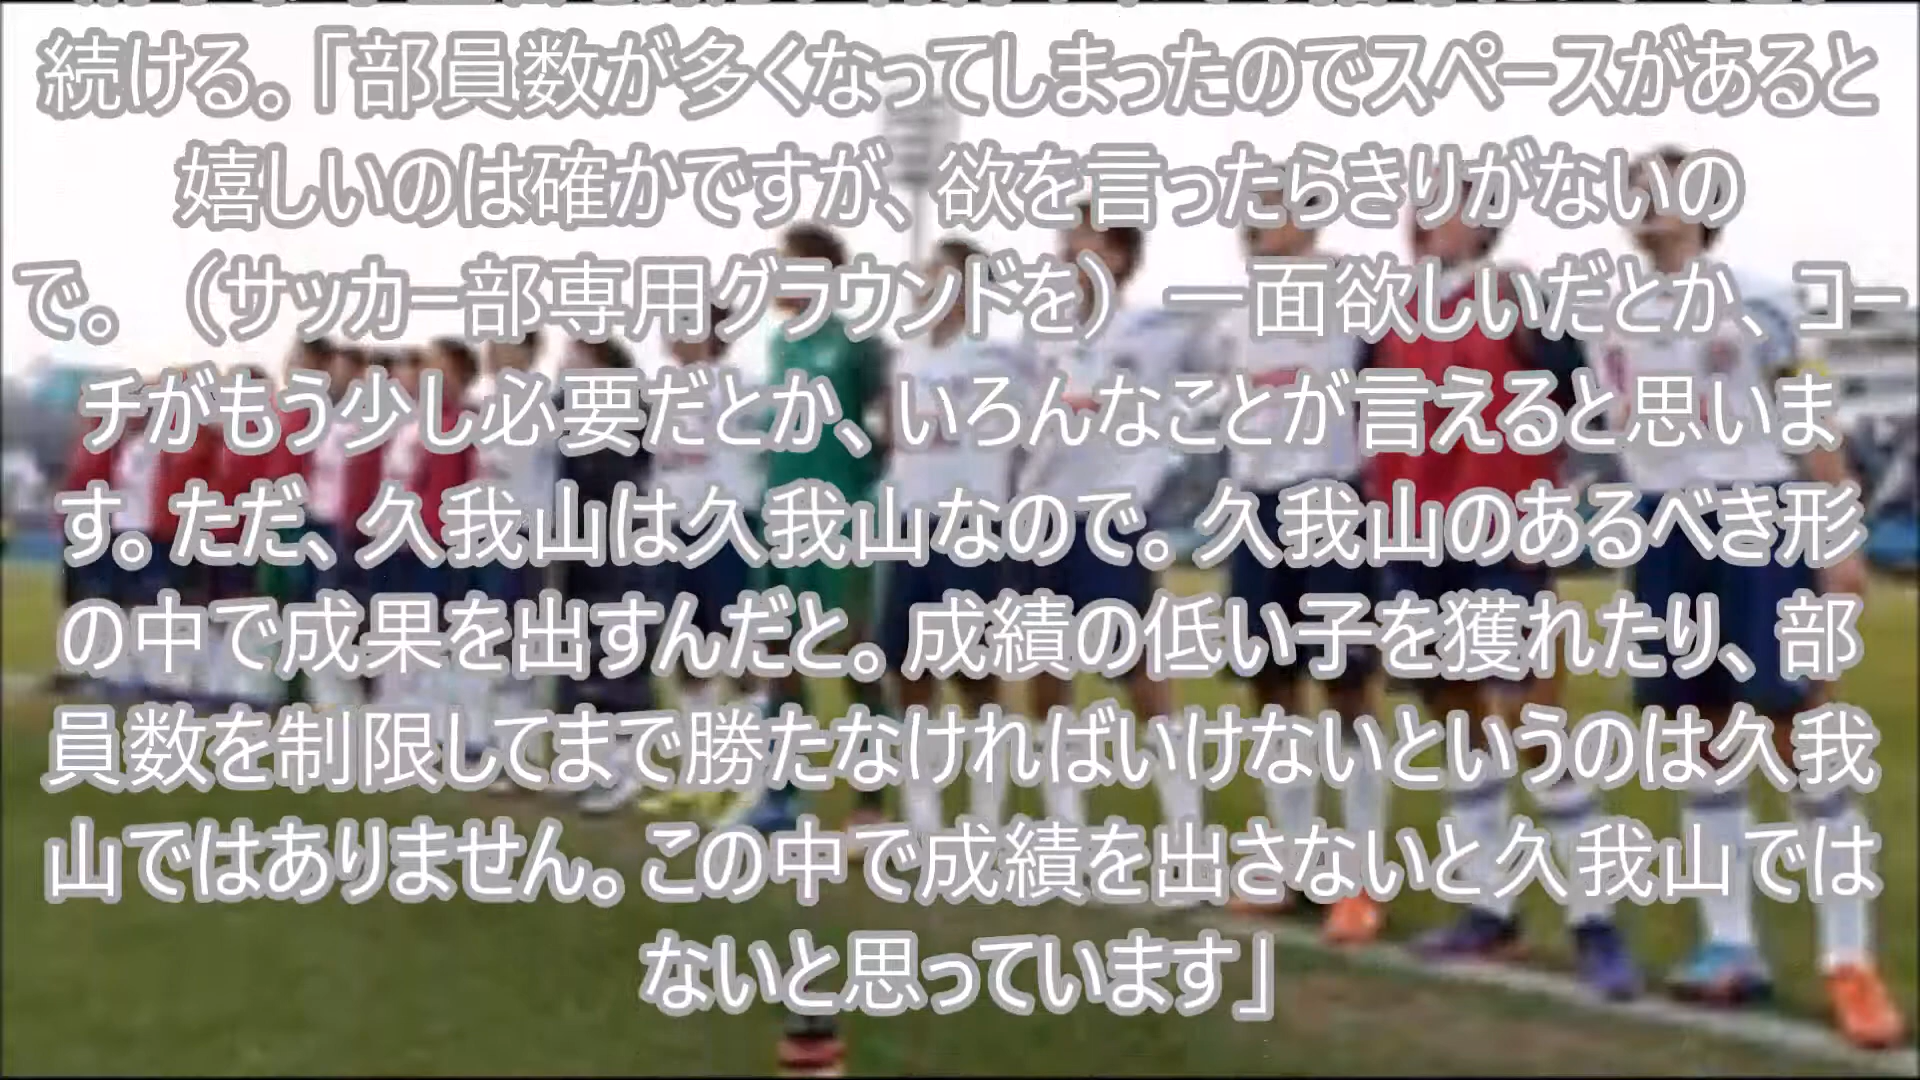 続ける。「部員数が多くなってしまったのでスペースがあると
嬉しいのは確かですが、欲を言ったらきりがないの
で。（サッカー部専用グラウンドを）一面欲しいだとか、コー
チがもう少し必要だとか、いろんなことが言えると思いま
す。ただ、久我山は久我山なので。久我山のあるべき形
の中で成果を出すんだと。成績の低い子を獲れたり、部
員数を制限してまで勝たなければいけないというのは久我
山ではありません。この中で成績を出さないと久我山では
ないと思っています」